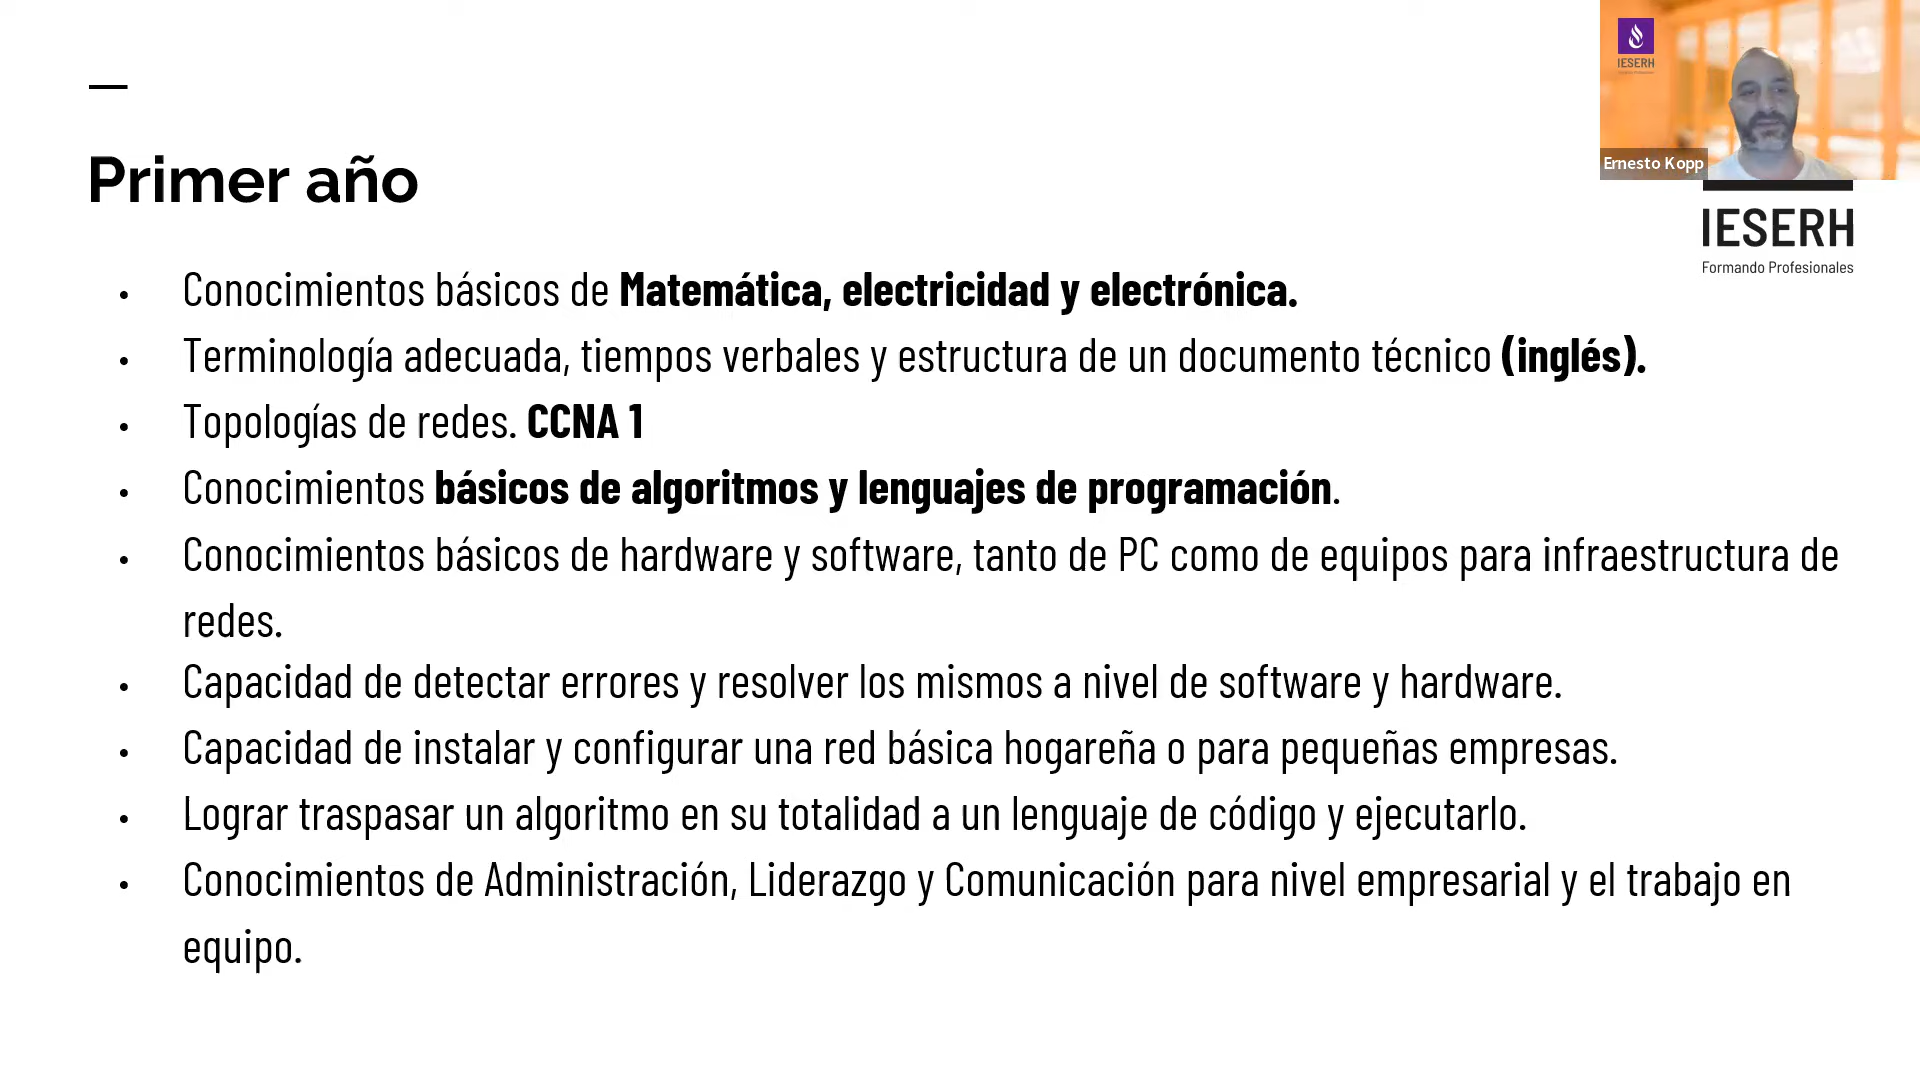 IESERH
Ernesto Kopp
IESERH
Formando Profesionales
Primer año
• Conocimientos básicos de Matemática, electricidad y electrónica.
• Terminología adecuada, tiempos verbales y estructura de un documento técnico (inglés).
• Topologías de redes. CCNA 1
• Conocimientos básicos de algoritmos y lenguajes de programación.
• Conocimientos básicos de hardware y software, tanto de PC como de equipos para infraestructura de
redes.
• Capacidad de detectar errores y resolver los mismos a nivel de software y hardware.
• Capacidad de instalar y configurar una red básica hogareña o para pequeñas empresas.
• Lograr traspasar un algoritmo en su totalidad a un lenguaje de código y ejecutarlo.
• Conocimientos de Administración, Liderazgo y Comunicación para nivel empresarial y el trabajo en
equipo.